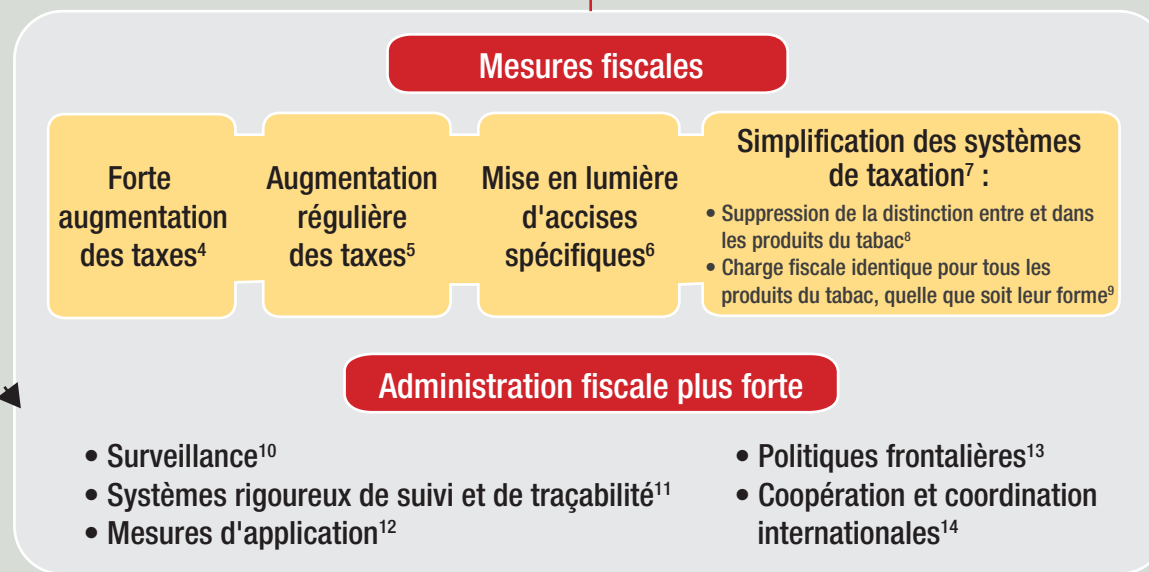 Mesures fiscales
Forte
augmentation
des taxes⁴
Augmentation
régulière
des taxes⁵
Mise en lumière
d'accises
spécifiques⁶
Simplification des systèmes
de taxation⁷ :
• Suppression de la distinction entre et dans
les produits du tabac⁸
• Charge fiscale identique pour tous les
produits du tabac, quelle que soit leur forme⁹
Administration fiscale plus forte
• Surveillance¹⁰
• Systèmes rigoureux de suivi et de traçabilité¹¹
• Mesures d'application¹²
• Politiques frontalières¹³
• Coopération et coordination
internationales¹⁴